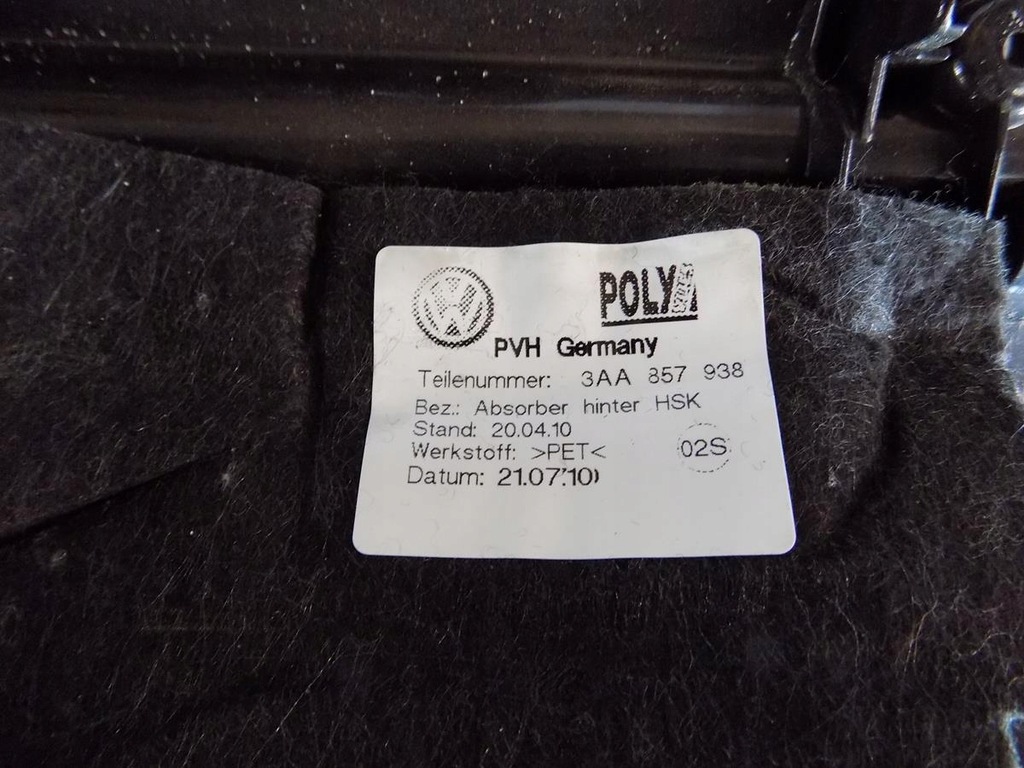 POLY
PVH Germany
Teilenummer: 3AA 857 938
Bez.: Absorber hinter HSK
Stand: 20.04.10
Werkstoff: >PET< 02S
Datum: 21.07.10